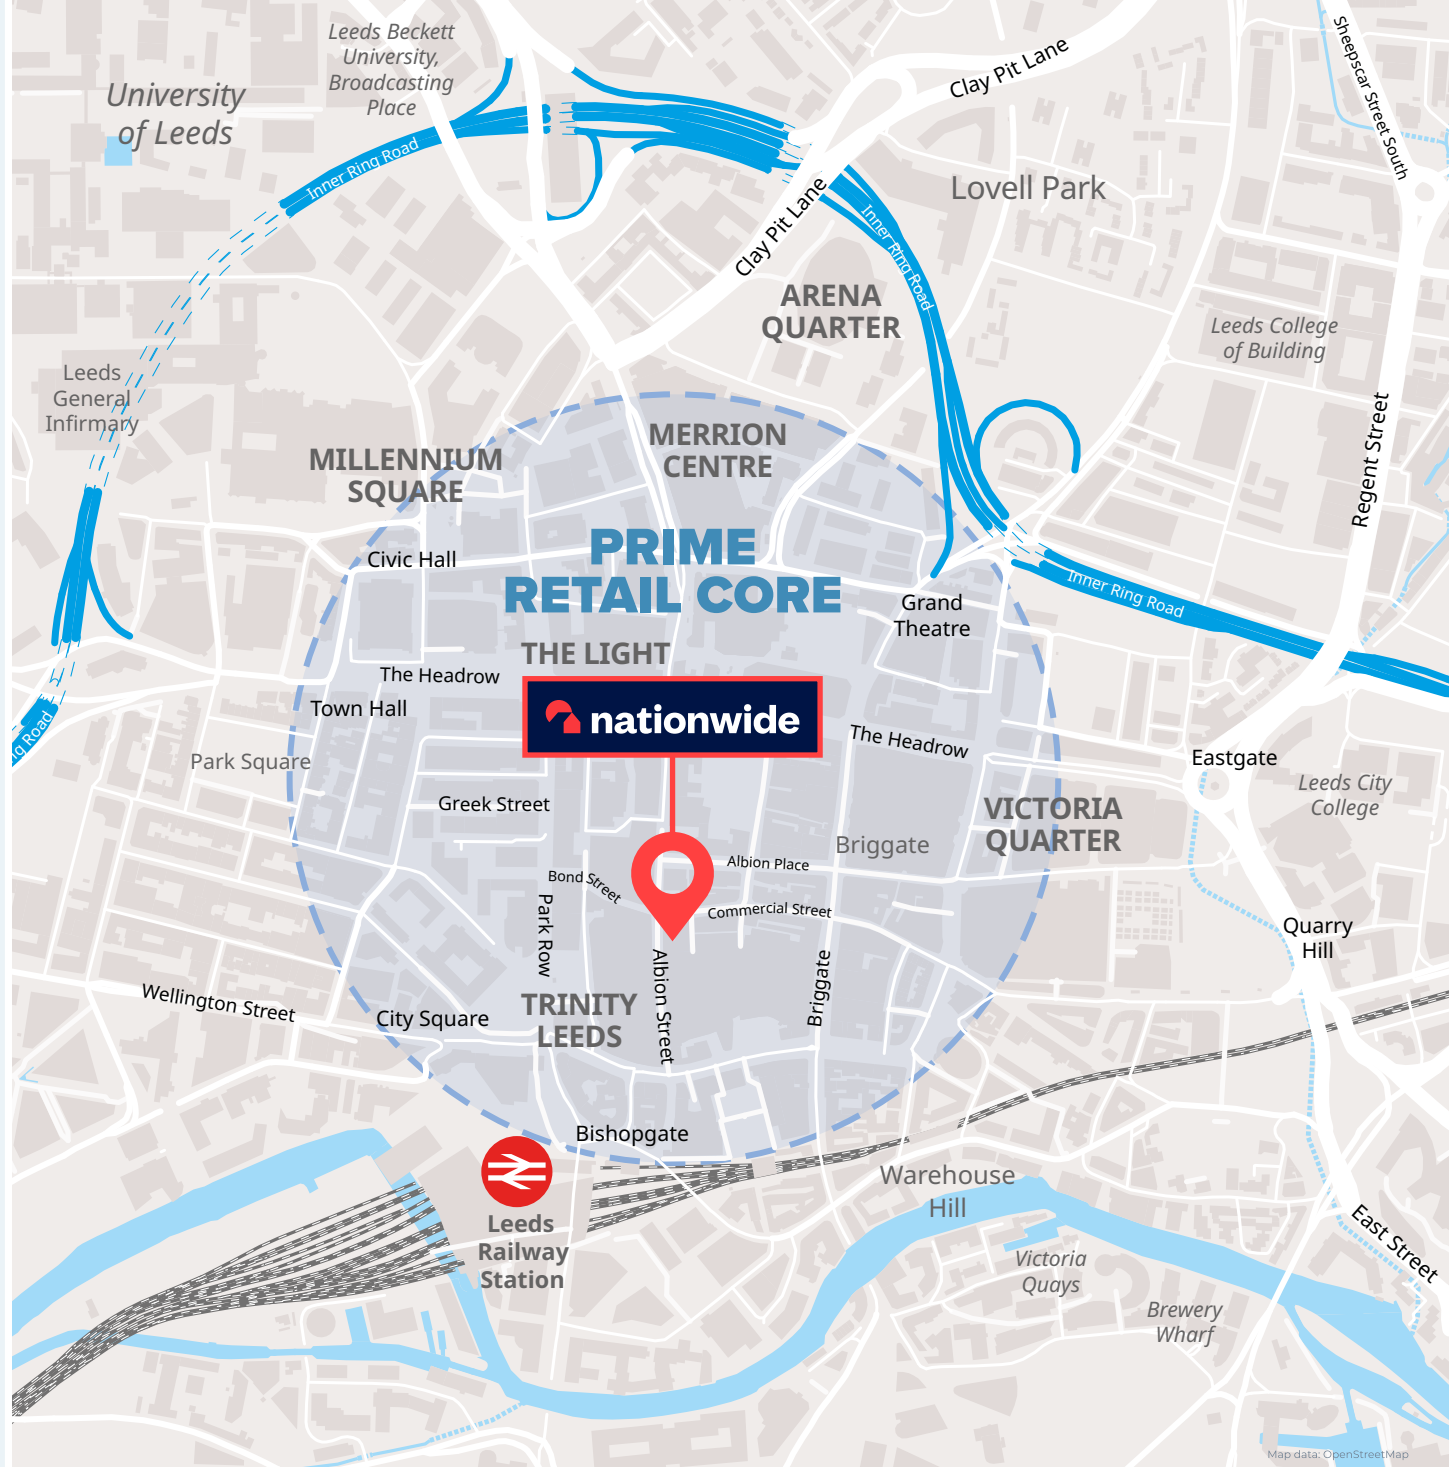 Leeds Beckett
University,
Broadcasting
Place
University
of Leeds
Clay Pit Lane
Sheepscar Street South
Inner Ring Road
Lovell Park
Clay Pit Lane
Inner Ring Road
ARENA
QUARTER
Leeds College
of Building
Leeds
General
Infirmary
MILLENNIUM
SQUARE
MERRION
CENTRE
Regent Street
PRIME
RETAIL CORE
Civic Hall
Grand
Theatre
Inner Ring Road
THE LIGHT
The Headrow
Town Hall
nationwide
ng Road
The Headrow
Park Square
Eastgate
Leeds City
College
Greek Street
VICTORIA
QUARTER
Briggate
Albion Place
Bond Street
Commercial Street
Park Row
Quarry
Hill
Albion Street
Briggate
Wellington Street
City Square
TRINITY
LEEDS
Bishopgate
Warehouse
Hill
Leeds
Railway
Station
East Street
Victoria
Quays
Brewery
Wharf
Map data: OpenStreetMap